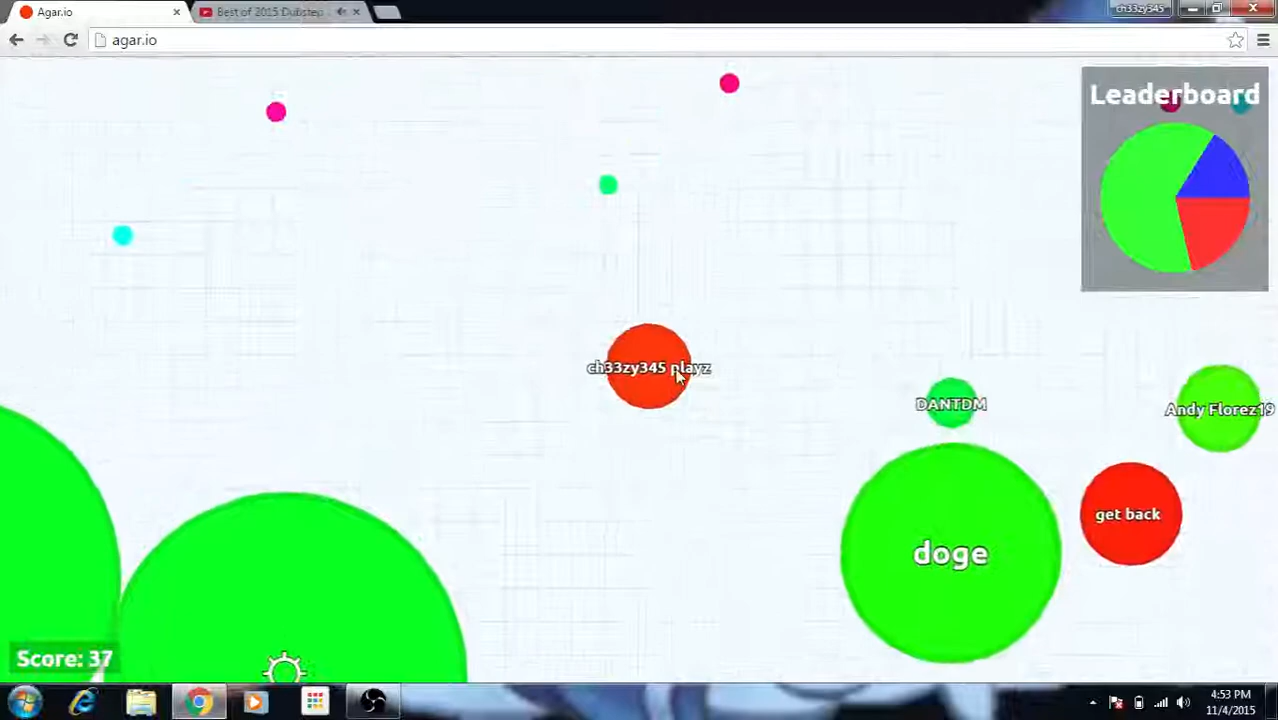 Agar.io
Best of 2015 Dubstep
ch33zy345
agar.io
Leaderboard
ch33zy345 playz
DANTDM
Andy Florez19
get back
doge
Score: 37
4:53 PM
11/4/2015